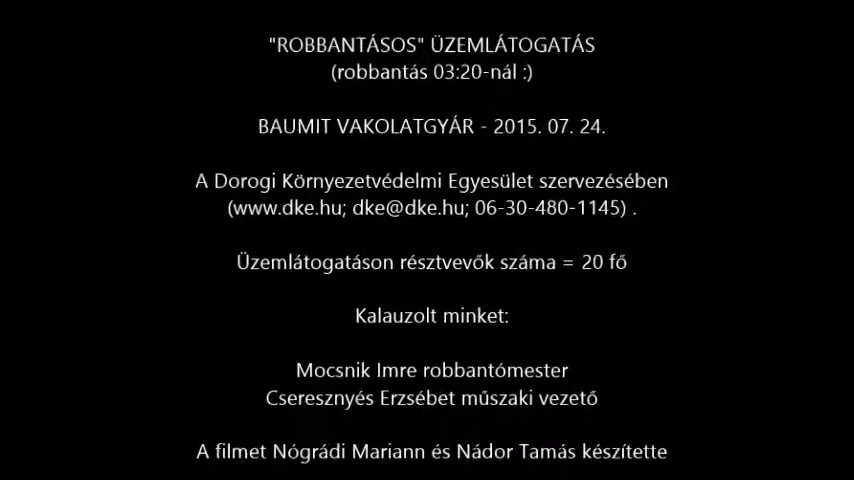 "ROBBANTÁSOS" ÜZEMLÁTOGATÁS
(robbantás 03:20-nál :)
BAUMIT VAKOLATGYÁR - 2015. 07. 24.
A Dorogi Környezetvédelmi Egyesület szervezésében
(www.dke.hu; dke@dke.hu; 06-30-480-1145) .
Üzemlátogatáson résztvevők száma = 20 fő
Kalauzolt minket:
Mocsnik Imre robbantómester
Cseresznyés Erzsébet műszaki vezető
A filmet Nógrádi Mariann és Nádor Tamás készítette